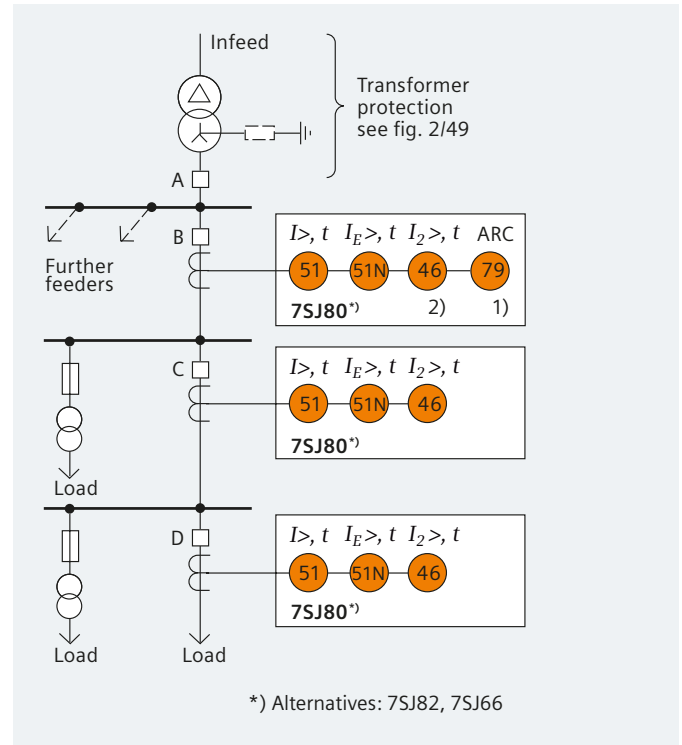 Infeed
Transformer
protection
see fig. 2/49
A
B
Further
feeders
I>, t I_E>, t I_2>, t ARC
51 51N 46 79
7SJ80*) 2) 1)
C
I>, t I_E>, t I_2>, t
51 51N 46
7SJ80*)
Load
D
I>, t I_E>, t I_2>, t
51 51N 46
7SJ80*)
Load Load
*) Alternatives: 7SJ82, 7SJ66